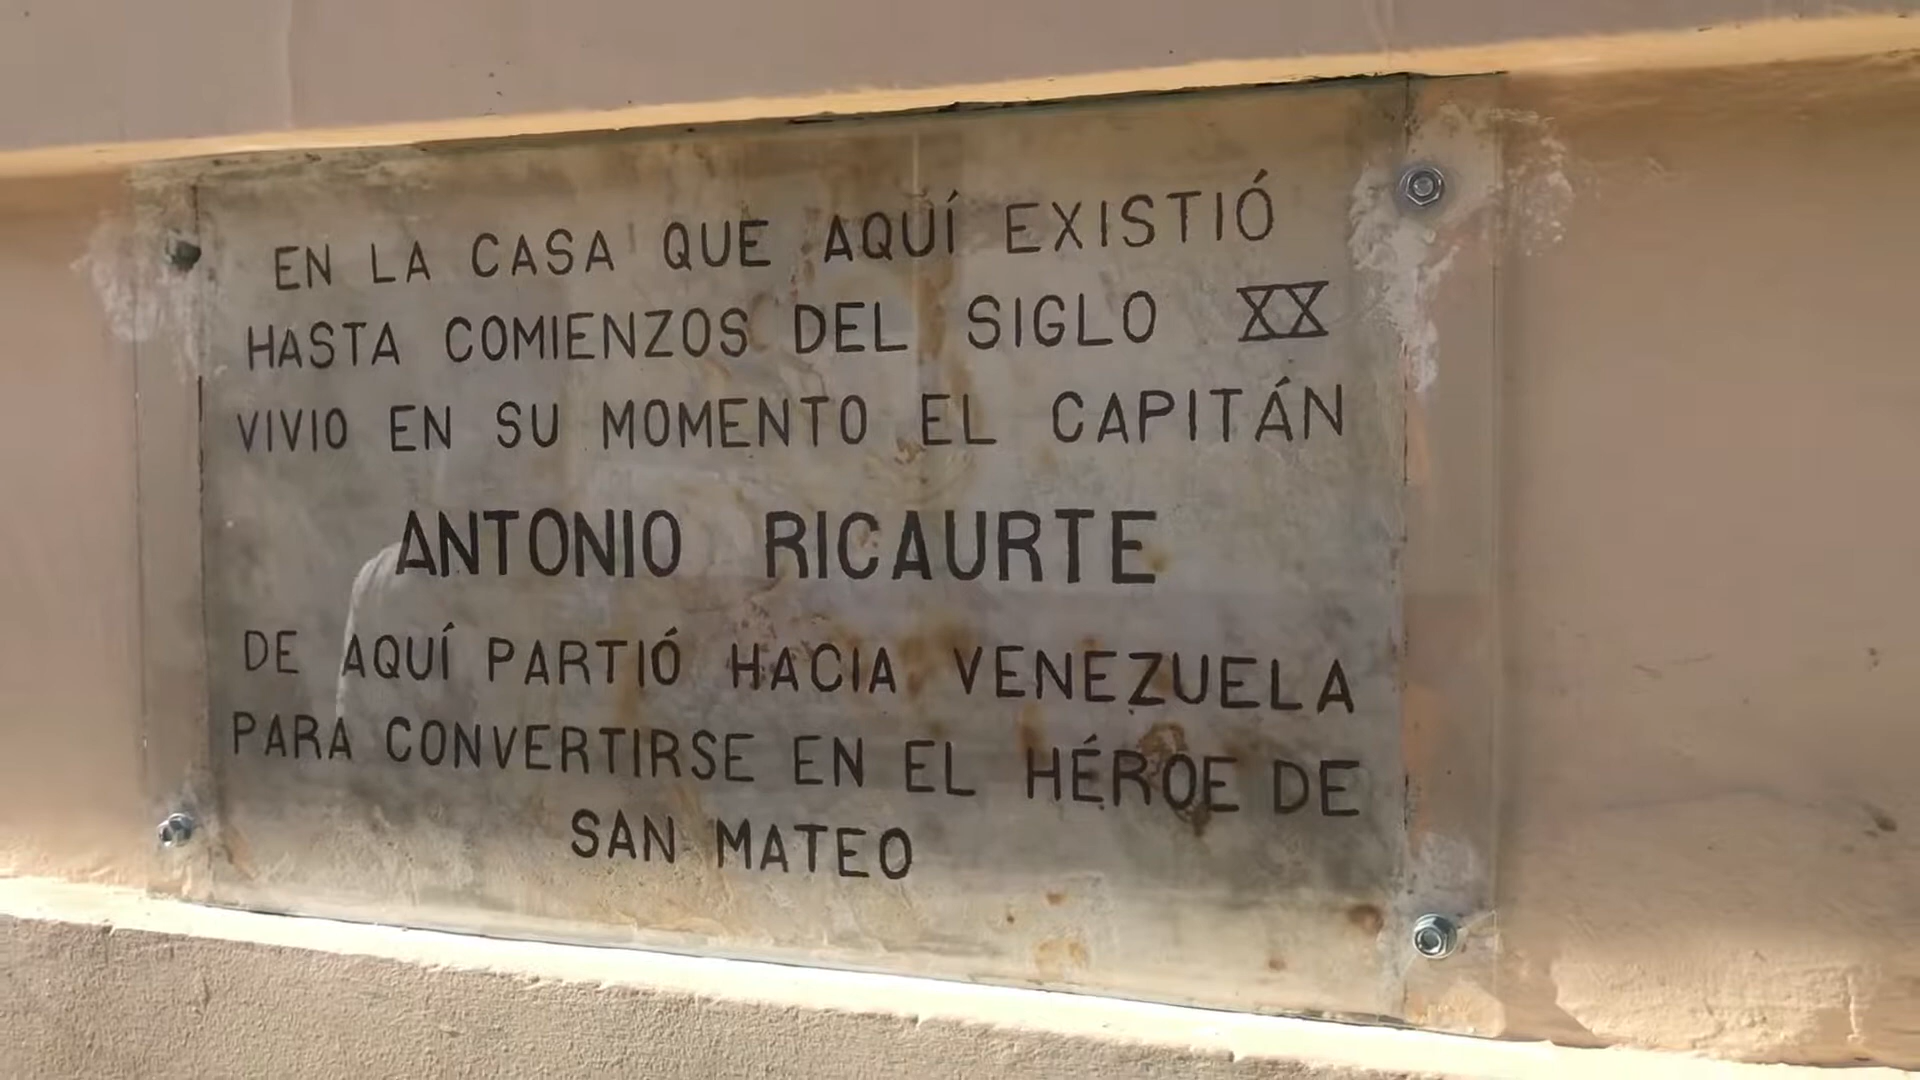 EN LA CASA QUE AQUÍ EXISTIÓ
HASTA COMIENZOS DEL SIGLO XX
VIVIO EN SU MOMENTO EL CAPITÁN
ANTONIO RICAURTE
DE AQUÍ PARTIÓ HACIA VENEZUELA
PARA CONVERTIRSE EN EL HÉROE DE
SAN MATEO